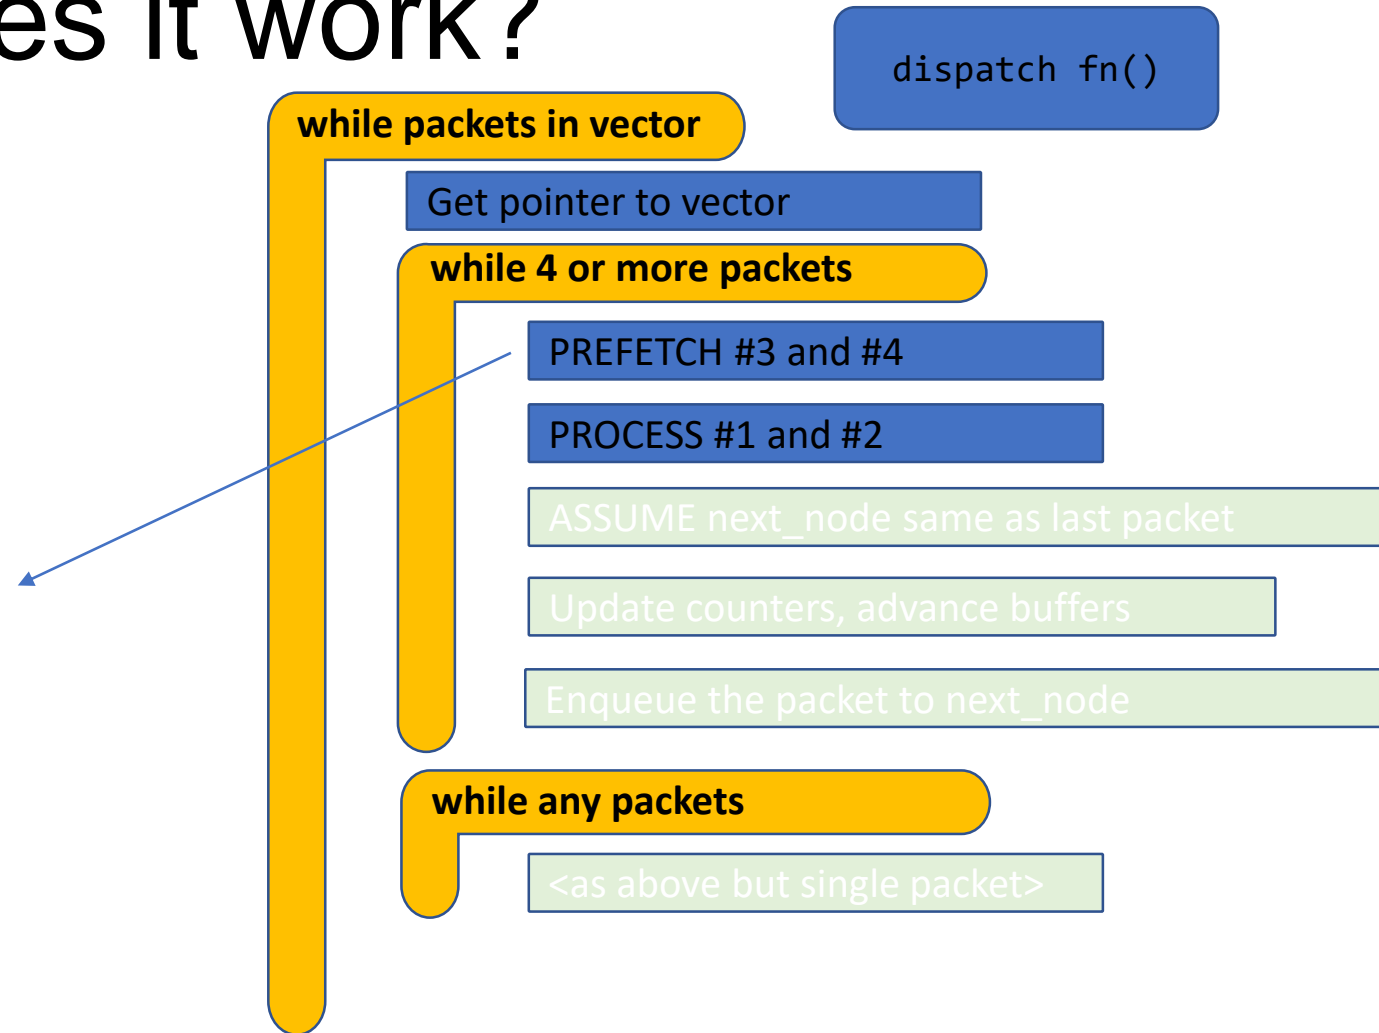 es it work?
dispatch fn()
while packets in vector
Get pointer to vector
while 4 or more packets
PREFETCH #3 and #4
PROCESS #1 and #2
ASSUME next_node same as last packet
Update counters, advance buffers
Enqueue the packet to next_node
while any packets
<as above but single packet>